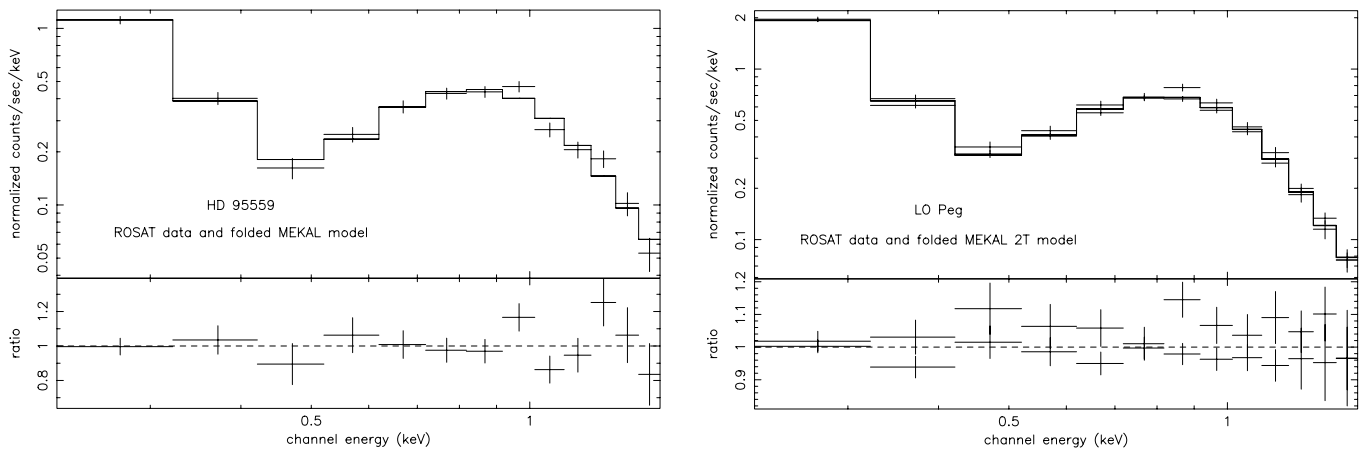 normalized counts/sec/keV
1
0.5
0.2
0.1
0.05
HD 95559
ROSAT data and folded MEKAL model
ratio
1.2
1
0.8
0.5
1
channel energy (keV)
normalized counts/sec/keV
2
1
0.5
0.2
0.1
LO Peg
ROSAT data and folded MEKAL 2T model
ratio
1.2
1.1
1
0.9
0.5
1
channel energy (keV)